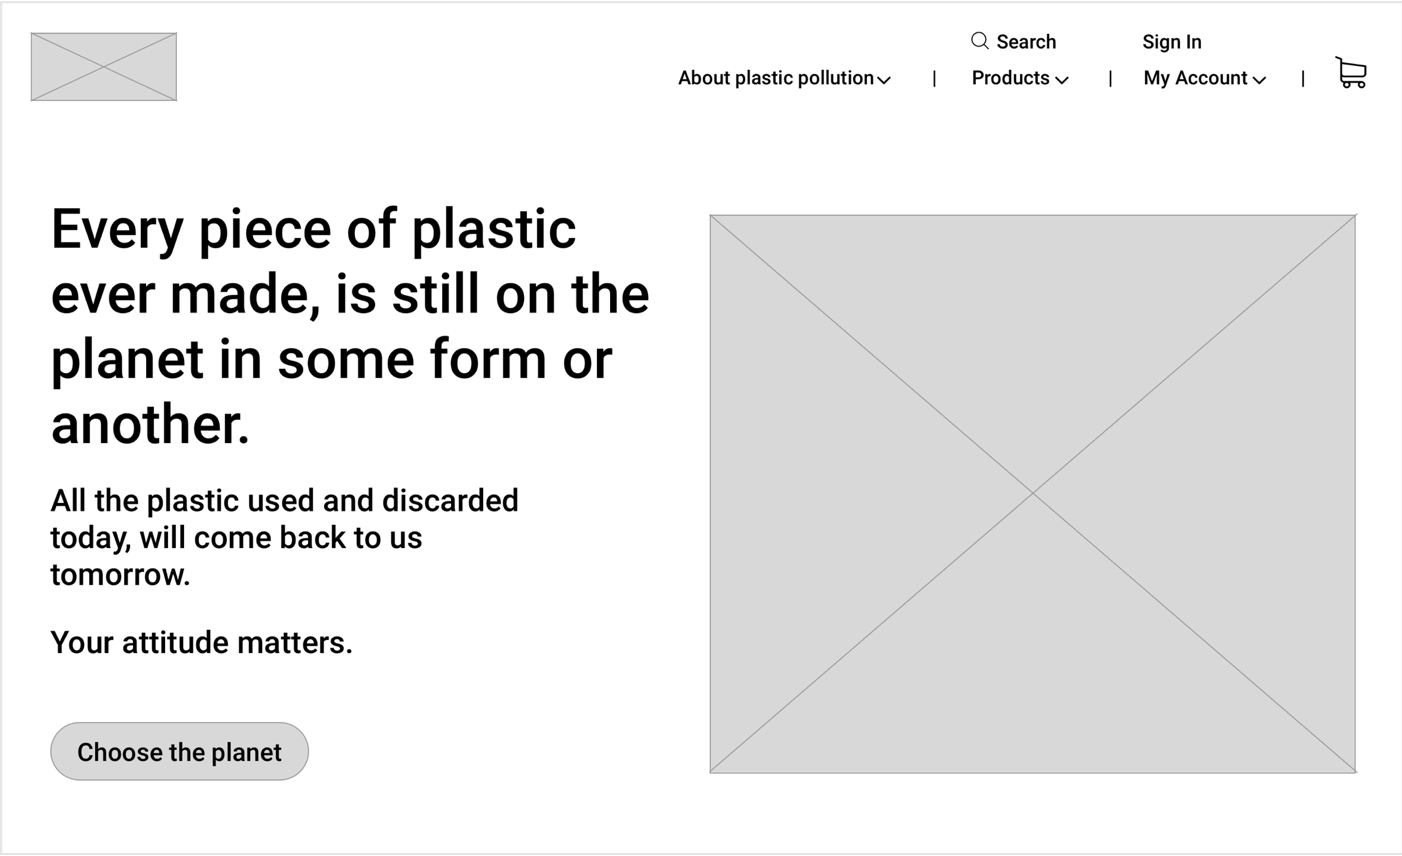 Search Sign In
About plastic pollution | Products | My Account |
Every piece of plastic
ever made, is still on the
planet in some form or
another.
All the plastic used and discarded
today, will come back to us
tomorrow.
Your attitude matters.
Choose the planet